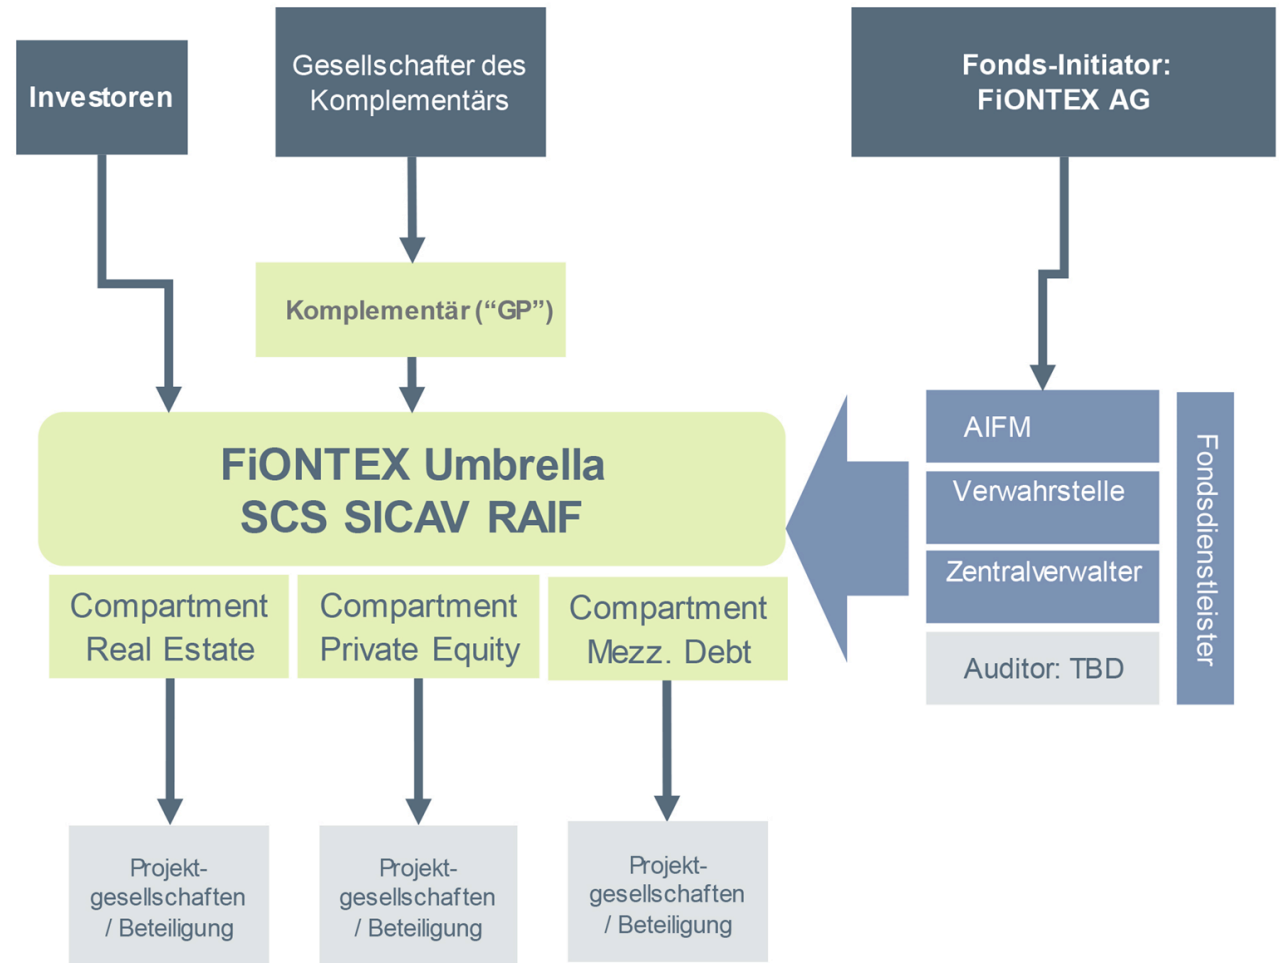 Investoren
Gesellschafter des
Komplementärs
Fonds-Initiator:
FiONTEX AG
Komplementär (“GP”)
FiONTEX Umbrella
SCS SICAV RAIF
Compartment
Real Estate
Compartment
Private Equity
Compartment
Mezz. Debt
AIFM
Verwahrstelle
Zentralverwalter
Auditor: TBD
Fondsdienstleister
Projekt-
gesellschaften
/ Beteiligung
Projekt-
gesellschaften
/ Beteiligung
Projekt-
gesellschaften
/ Beteiligung